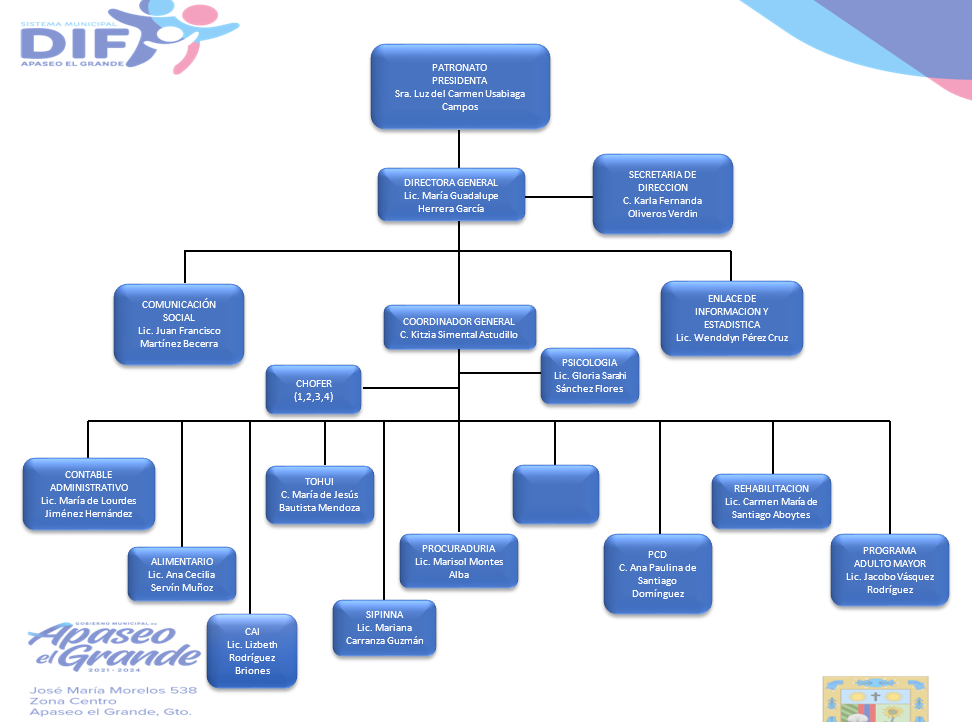 SISTEMA MUNICIPAL
DIF
APASEO EL GRANDE
PATRONATO
PRESIDENTA
Sra. Luz del Carmen Usabiaga
Campos
DIRECTORA GENERAL
Lic. María Guadalupe
Herrera García
SECRETARIA DE
DIRECCION
C. Karla Fernanda
Oliveros Verdin
COMUNICACIÓN
SOCIAL
Lic. Juan Francisco
Martínez Becerra
COORDINADOR GENERAL
C. Kitzia Simental Astudillo
ENLACE DE
INFORMACION Y
ESTADISTICA
Lic. Wendolyn Pérez Cruz
PSICOLOGIA
Lic. Gloria Sarahi
Sánchez Flores
CHOFER
(1,2,3,4)
CONTABLE
ADMINISTRATIVO
Lic. María de Lourdes
Jiménez Hernández
TOHUI
C. María de Jesús
Bautista Mendoza
REHABILITACION
Lic. Carmen María de
Santiago Aboytes
ALIMENTARIO
Lic. Ana Cecilia
Servín Muñoz
PROCURADURIA
Lic. Marisol Montes
Alba
PCD
C. Ana Paulina de
Santiago
Domínguez
PROGRAMA
ADULTO MAYOR
Lic. Jacobo Vásquez
Rodríguez
CAI
Lic. Lizbeth
Rodríguez
Briones
SIPINNA
Lic. Mariana
Carranza Guzmán
GOBIERNO MUNICIPAL DE
Apaseo
el Grande
2021 - 2024
José María Morelos 538
Zona Centro
Apaseo el Grande, Gto.